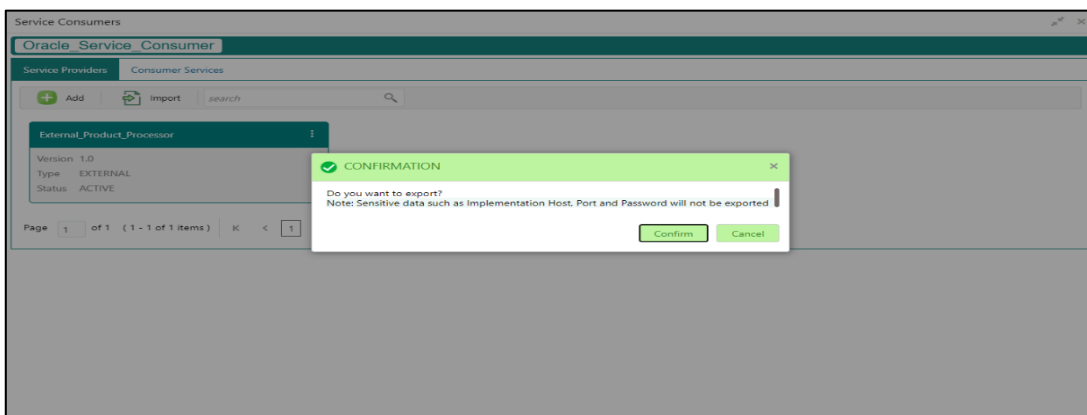 Service Consumers
Oracle_Service_Consumer
Service Providers Consumer Services
Add Import search
External_Product_Processor
Version 1.0
Type EXTERNAL
Status ACTIVE
Page 1 of 1 (1 - 1 of 1 items) K < 1
CONFIRMATION
Do you want to export?
Note: Sensitive data such as Implementation Host, Port and Password will not be exported
Confirm Cancel